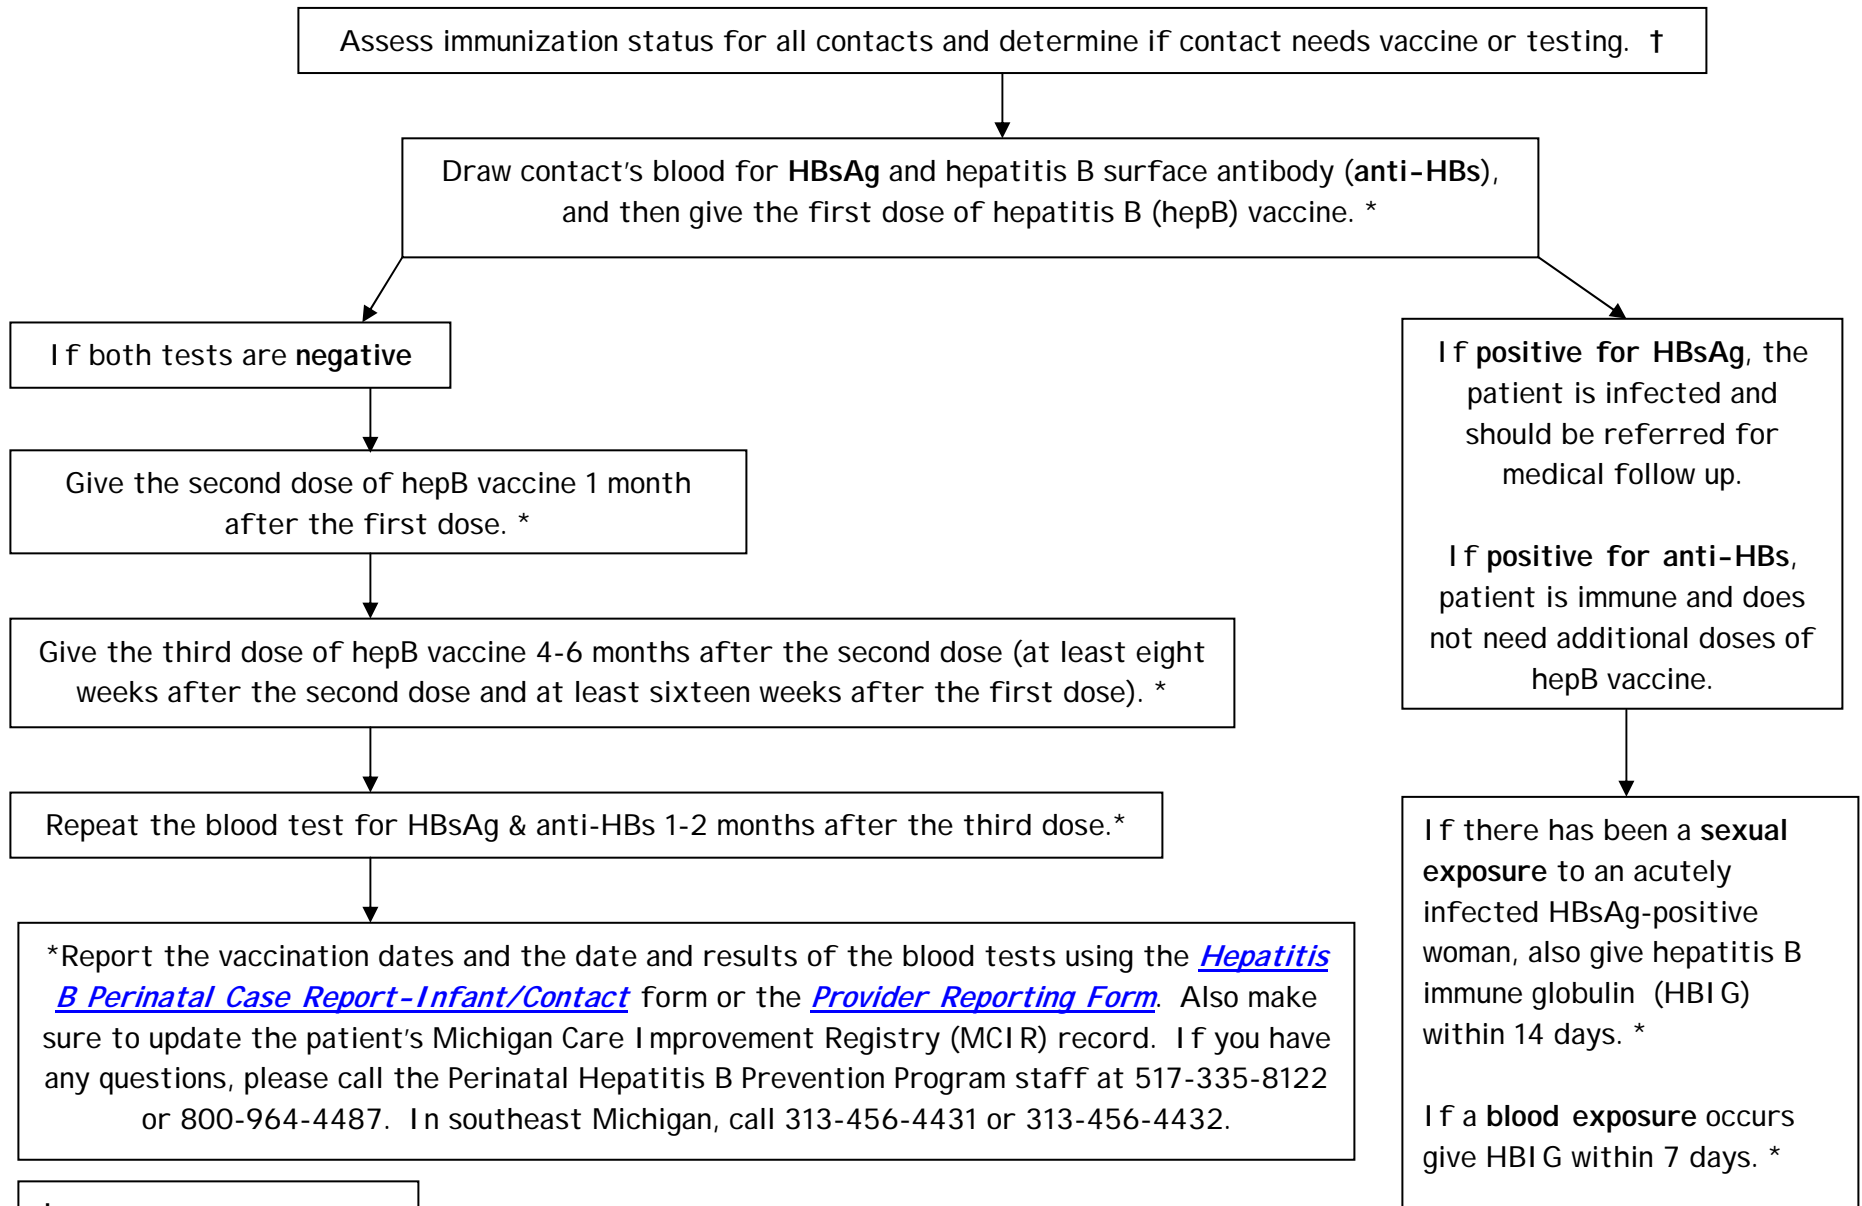 Assess immunization status for all contacts and determine if contact needs vaccine or testing. †
Draw contact's blood for HBsAg and hepatitis B surface antibody (anti-HBs),
and then give the first dose of hepatitis B (hepB) vaccine. *
If both tests are negative
Give the second dose of hepB vaccine 1 month
after the first dose. *
Give the third dose of hepB vaccine 4-6 months after the second dose (at least eight
weeks after the second dose and at least sixteen weeks after the first dose). *
Repeat the blood test for HBsAg & anti-HBs 1-2 months after the third dose.*
*Report the vaccination dates and the date and results of the blood tests using the Hepatitis
B Perinatal Case Report-Infant/Contact form or the Provider Reporting Form. Also make
sure to update the patient's Michigan Care Improvement Registry (MCIR) record. If you have
any questions, please call the Perinatal Hepatitis B Prevention Program staff at 517-335-8122
or 800-964-4487. In southeast Michigan, call 313-456-4431 or 313-456-4432.
If positive for HBsAg, the
patient is infected and
should be referred for
medical follow up.
If positive for anti-HBs,
patient is immune and does
not need additional doses of
hepB vaccine.
If there has been a sexual
exposure to an acutely
infected HBsAg-positive
woman, also give hepatitis B
immune globulin (HBIG)
within 14 days. *
If a blood exposure occurs
give HBIG within 7 days. *